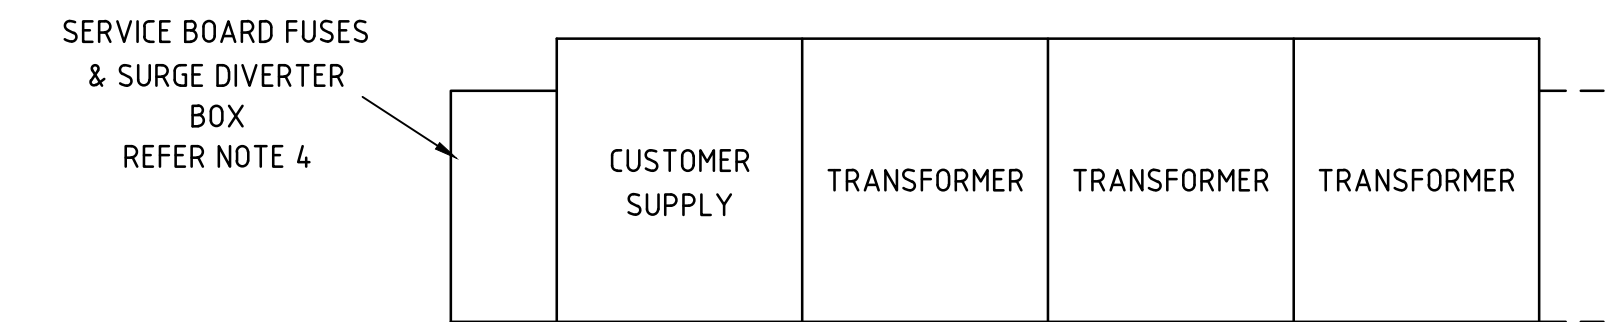 SERVICE BOARD FUSES
& SURGE DIVERTER
BOX
REFER NOTE 4
CUSTOMER
SUPPLY
TRANSFORMER
TRANSFORMER
TRANSFORMER